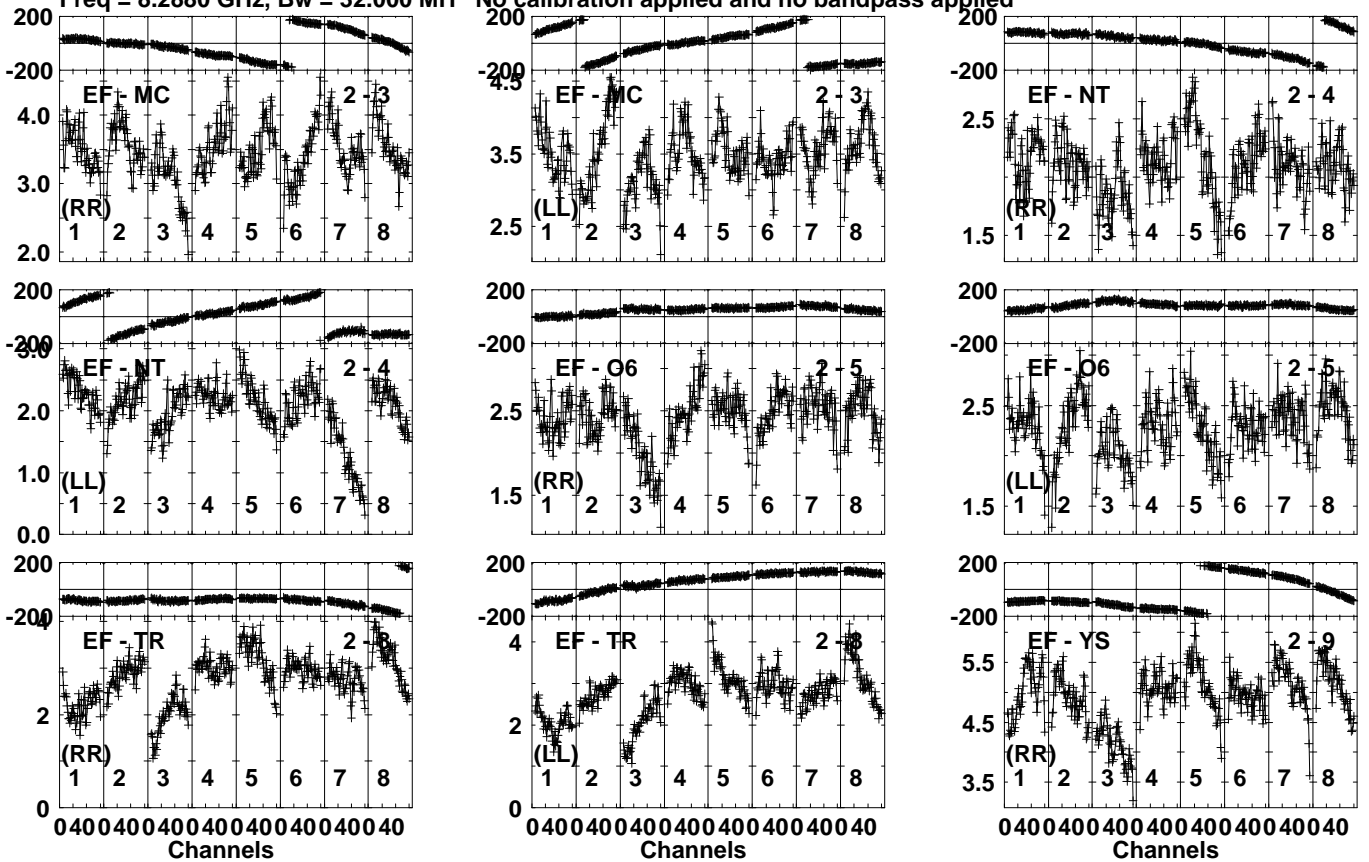 Freq = 8.2880 GHz, Bw = 32.000 MH No calibration applied and no bandpass applied
200 200 200
-200 -200 -200
EF - MC 2 - 3 4.5 EF - MC 2 - 3 EF - NT 2 - 4
4.0 2.5
3.0 3.5
(RR) (LL) (RR)
1 2 3 4 5 6 7 8 2.5 1 2 3 4 5 6 7 8 1.5 1 2 3 4 5 6 7 8
2.0
200 200 200
-200 -200 -200
3.0 EF - NT 2 - 4 EF - O6 2 - 5 EF - O6 2 - 5
2.0 2.5 2.5
1.0
(LL) (RR) (LL)
1 2 3 4 5 6 7 8 1.5 1 2 3 4 5 6 7 8 1.5 1 2 3 4 5 6 7 8
0.0
200 200 200
-200 -200 -200
4 EF - TR 2 - 8 4 EF - TR 2 - 8 EF - YS 2 - 9
5.5
2 2 4.5
(RR) (LL) (RR)
1 2 3 4 5 6 7 8 1 2 3 4 5 6 7 8 3.5 1 2 3 4 5 6 7 8
0 0
0 40 0 40 0 40 0 40 0 40 0 40 0 40 0 40 0 40 0 40 0 40 0 40 0 40 0 40 0 40 0 40 0 40 0 40 0 40 0 40 0 40 0 40 0 40 0 40
Channels Channels Channels